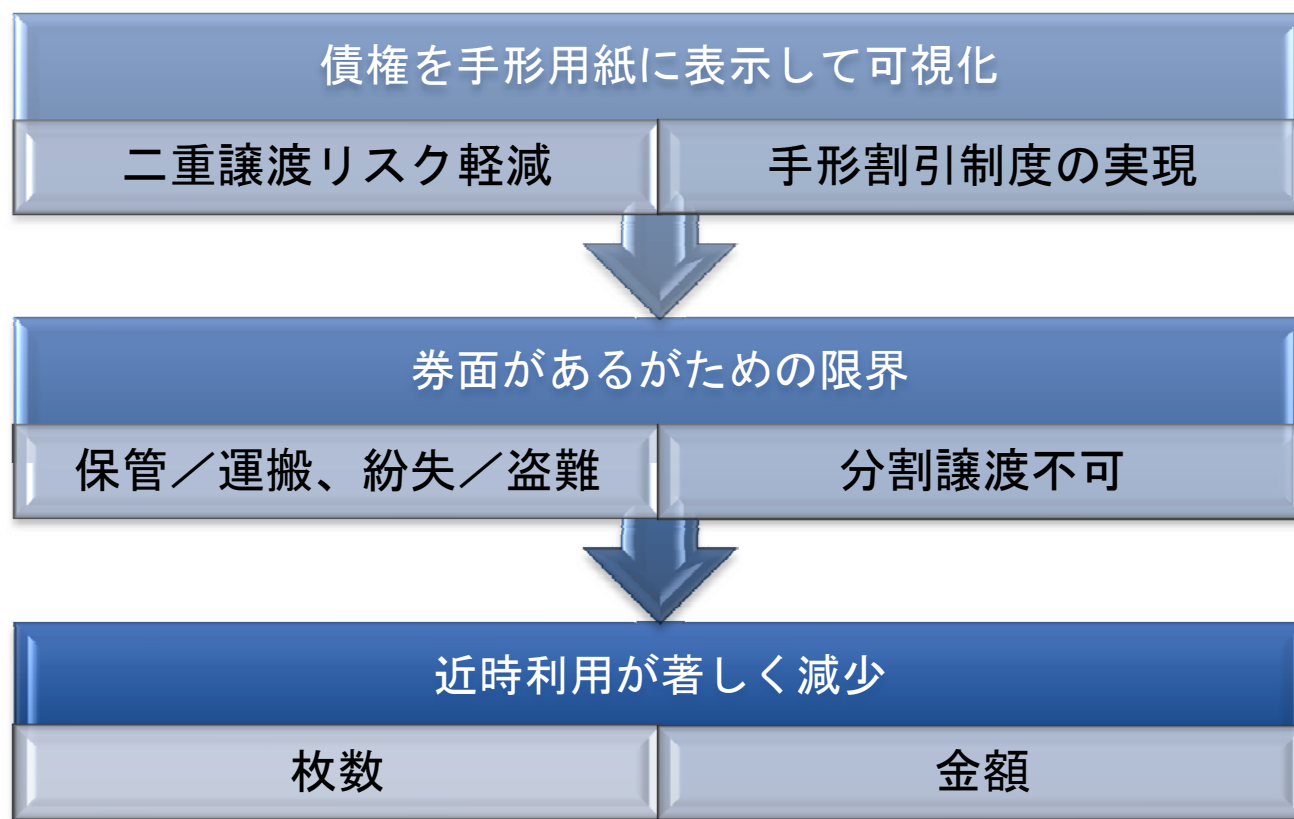 債権を手形用紙に表示して可視化
二重譲渡リスク軽減
手形割引制度の実現
券面があるがための限界
保管／運搬、紛失／盗難
分割譲渡不可
近時利用が著しく減少
枚数
金額